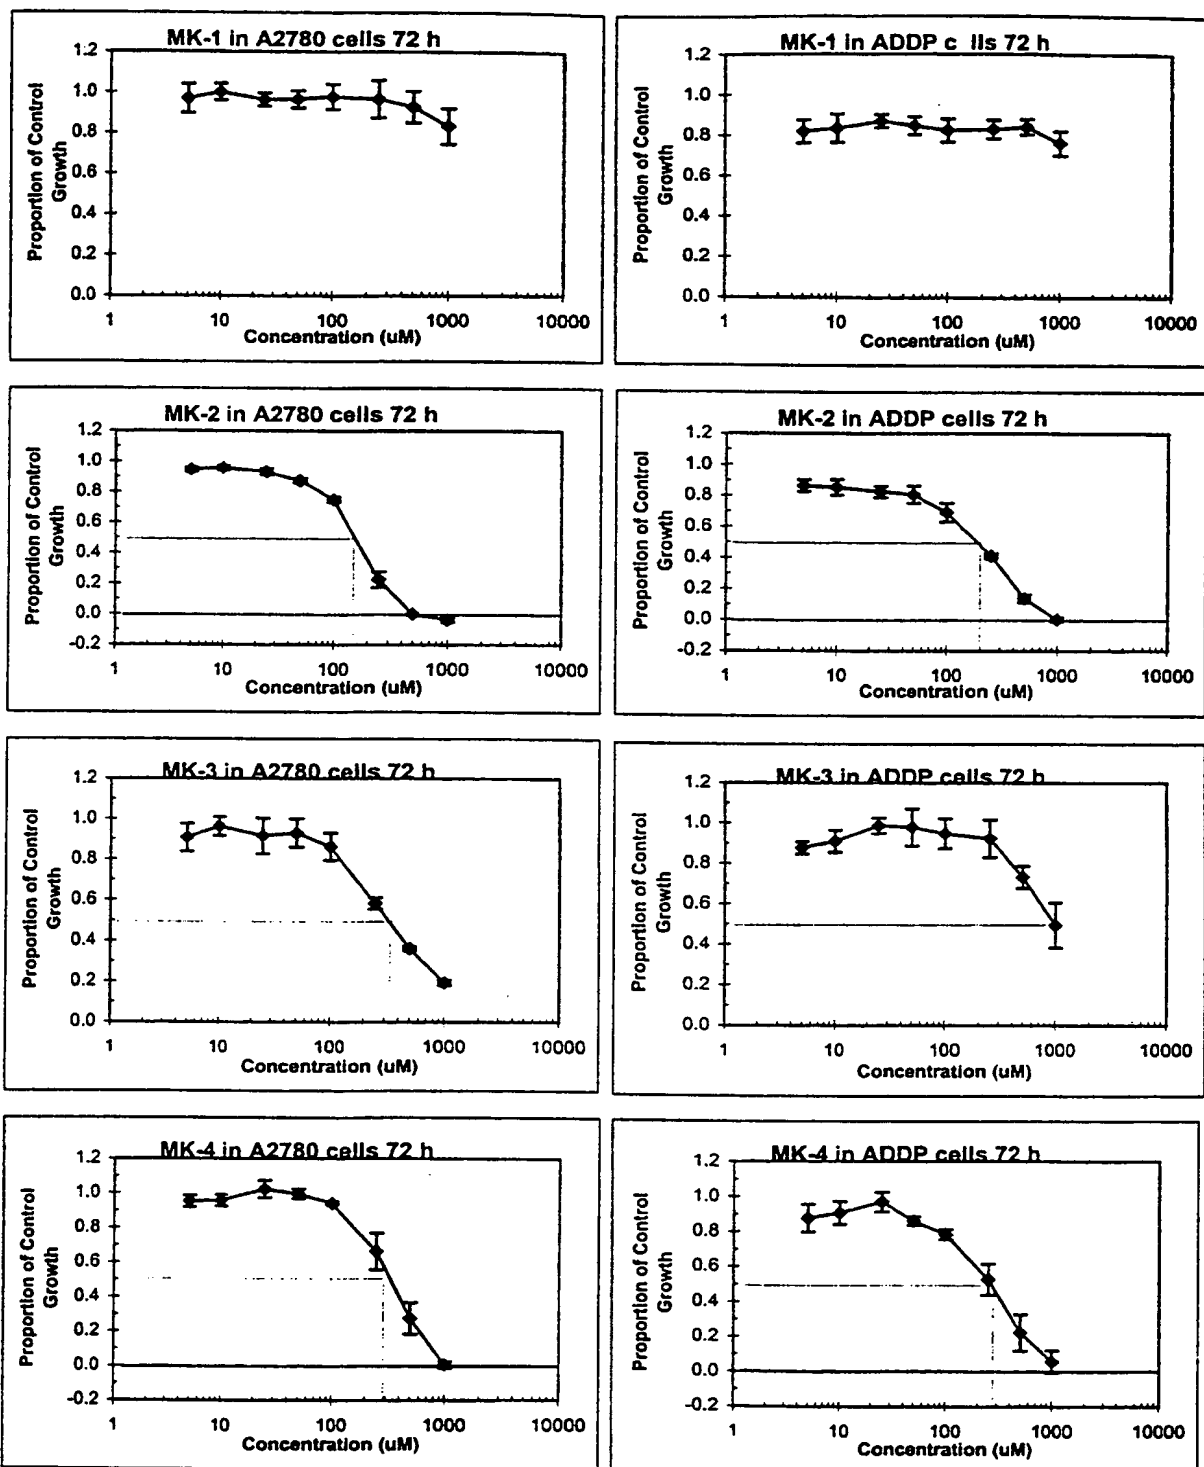 MK-1 in A2780 cells 72 h
Proportion of Control
Growth
1.2
1.0
0.8
0.6
0.4
0.2
0.0
1 10 100 1000 10000
Concentration (uM)
MK-1 in ADDP c lls 72 h
Proportion of Control
Growth
1.2
1.0
0.8
0.6
0.4
0.2
0.0
1 10 100 1000 10000
Concentration (uM)
MK-2 in A2780 cells 72 h
Proportion of Control
Growth
1.2
1.0
0.8
0.6
0.4
0.2
0.0
-0.2
1 10 100 1000 10000
Concentration (uM)
MK-2 in ADDP cells 72 h
Proportion of Control
Growth
1.2
1.0
0.8
0.6
0.4
0.2
0.0
-0.2
1 10 100 1000 10000
Concentration (uM)
MK-3 in A2780 cells 72 h
Proportion of Control
Growth
1.2
1.0
0.8
0.6
0.4
0.2
0.0
1 10 100 1000 10000
Concentration (uM)
MK-3 in ADDP cells 72 h
Proportion of Control
Growth
1.2
1.0
0.8
0.6
0.4
0.2
0.0
1 10 100 1000 10000
Concentration (uM)
MK-4 in A2780 cells 72 h
Proportion of Control
Growth
1.2
1.0
0.8
0.6
0.4
0.2
0.0
-0.2
1 10 100 1000 10000
Concentration (uM)
MK-4 in ADDP cells 72 h
Proportion of Control
Growth
1.2
1.0
0.8
0.6
0.4
0.2
0.0
-0.2
1 10 100 1000 10000
Concentration (uM)